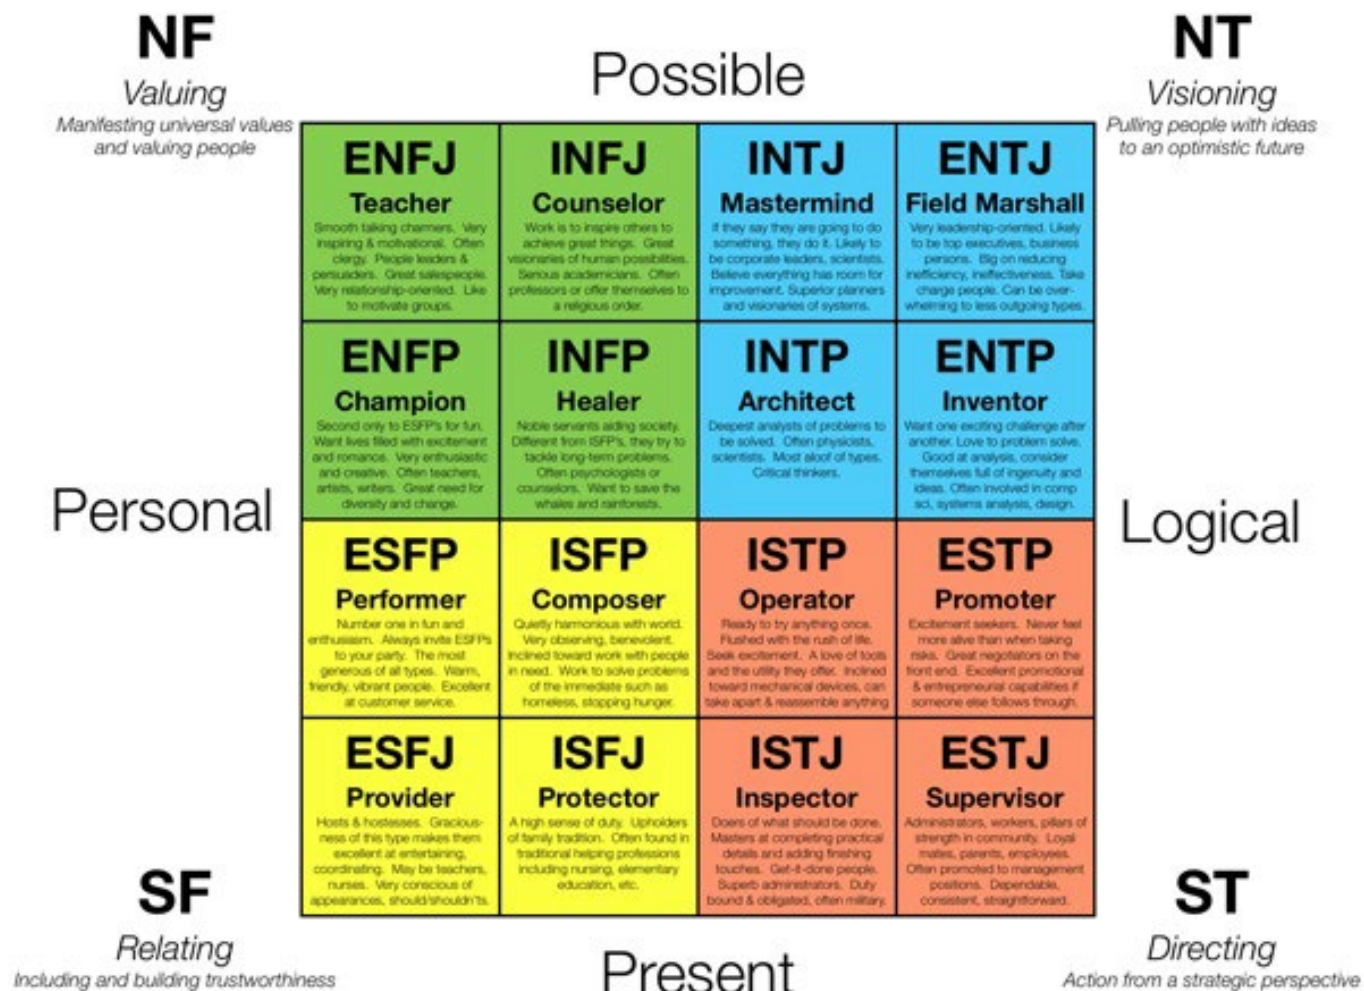 NF
Valuing
Manifesting universal values
and valuing people
Possible
NT
Visioning
Pulling people with ideas
to an optimistic future
ENFJ
Teacher
Smooth talking charmers. Very
inspiring & motivational. Often
clergy. People leaders &
persuaders. Great salespeople.
Very relationship-oriented. Like
to motivate groups.
INFJ
Counselor
Work is to inspire others to
achieve great things. Great
visionaries of human possibilities.
Serious academicians. Often
professors or offer themselves to
a religious order.
INTJ
Mastermind
If they say they are going to do
something, they do it. Likely to
be corporate leaders, scientists.
Believe everything has room for
improvement. Superior planners
and visionaries of systems.
ENTJ
Field Marshall
Very leadership-oriented. Likely
to be top executives, business
persons. Big on reducing
inefficiency, ineffectiveness. Take
charge people. Can be over-
whelming to less outgoing types.
ENFP
Champion
Second only to ESFP's for fun.
Want lives filled with excitement
and romance. Very enthusiastic
and creative. Often teachers,
artists, writers. Great need for
diversity and change.
INFP
Healer
Noble servants aiding society.
Different from ISFP's, they try to
tackle long-term problems.
Often psychologists or
counselors. Want to save the
whales and rainforests.
INTP
Architect
Deepest analysts of problems to
be solved. Often physicists,
scientists. Most aloof of types.
Critical thinkers.
ENTP
Inventor
Want one exciting challenge after
another. Love to problem solve.
Good at analysis, consider
themselves full of ingenuity and
ideas. Often involved in comp
sci, systems analysis, design.
Personal
Logical
ESFP
Performer
Number one in fun and
enthusiasm. Always invite ESFPs
to your party. The most
generous of all types. Warm,
friendly, vibrant people. Excellent
at customer service.
ISFP
Composer
Quietly harmonious with world.
Very observing, benevolent.
Inclined toward work with people
in need. Work to solve problems
of the immediate such as
homeless, stopping hunger.
ISTP
Operator
Ready to try anything once.
Flushed with the rush of life.
Seek excitement. A love of tools
and the utility they offer. Inclined
toward mechanical devices, can
take apart & reassemble anything
ESTP
Promoter
Excitement seekers. Never feel
more alive than when taking
risks. Great negotiators on the
front end. Excellent promotional
& entrepreneurial capabilities if
someone else follows through.
ESFJ
Provider
Hosts & hostesses. Gracious-
ness of this type makes them
excellent at entertaining,
coordinating. May be teachers,
nurses. Very conscious of
appearances, should/shouldn'ts.
ISFJ
Protector
A high sense of duty. Upholders
of family tradition. Often found in
traditional helping professions
including nursing, elementary
education, etc.
ISTJ
Inspector
Doers of what should be done.
Masters at completing practical
details and adding finishing
touches. Get-it-done people.
Superb administrators. Duty
bound & obligated, often military.
ESTJ
Supervisor
Administrators, workers, pillars of
strength in community. Loyal
mates, parents, employees.
Often promoted to management
positions. Dependable,
consistent, straightforward.
SF
Relating
Including and building trustworthiness
Present
ST
Directing
Action from a strategic perspective